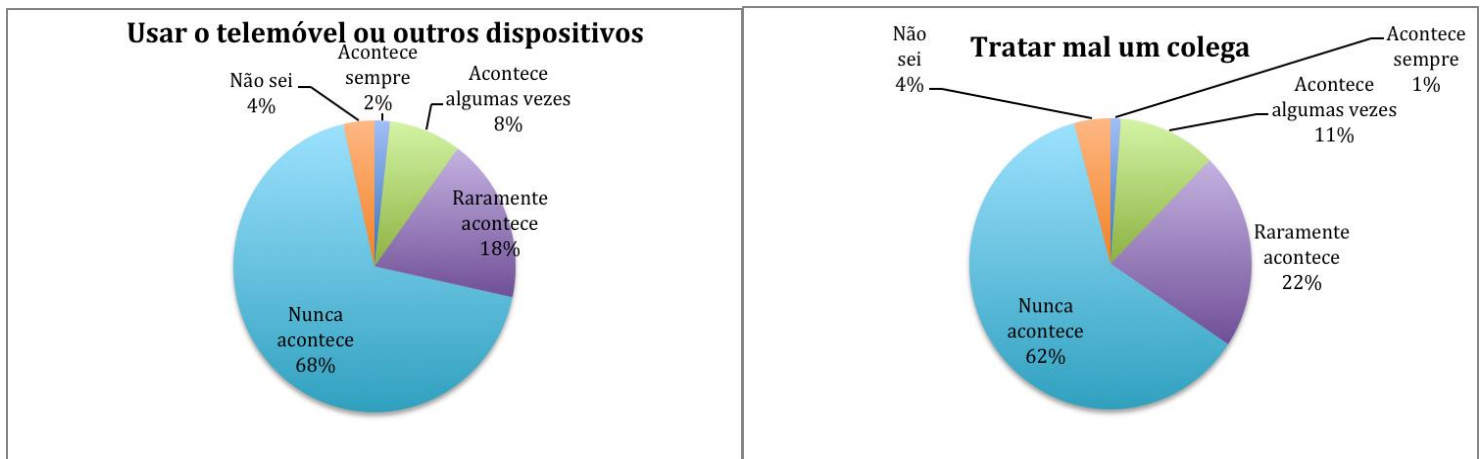 Usar o telemóvel ou outros dispositivos
Não sei
4%
Acontece
sempre
2%
Acontece
algumas vezes
8%
Raramente
acontece
18%
Nunca
acontece
68%
Tratar mal um colega
Não
sei
4%
Acontece
sempre
1%
Acontece
algumas vezes
11%
Raramente
acontece
22%
Nunca
acontece
62%